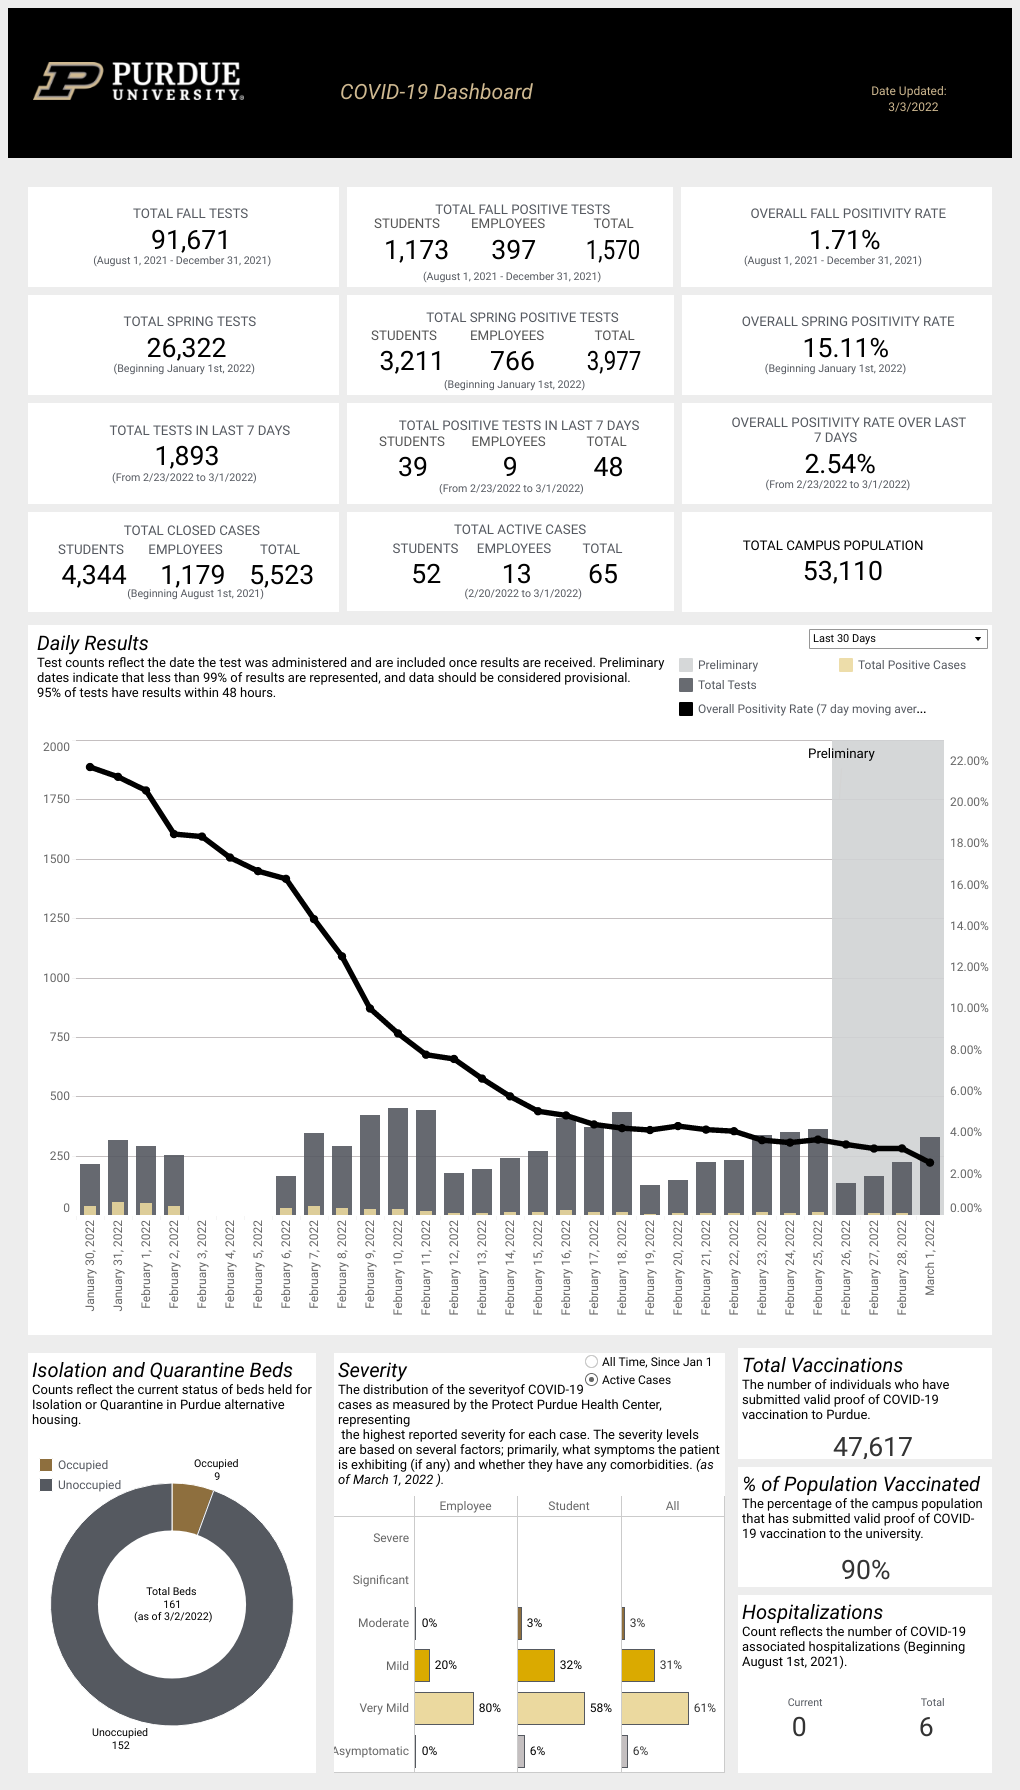 PURDUE
UNIVERSITY®
COVID-19 Dashboard
Date Updated:
3/3/2022
TOTAL FALL TESTS
91,671
(August 1, 2021 - December 31, 2021)
TOTAL FALL POSITIVE TESTS
STUDENTS EMPLOYEES TOTAL
1,173 397 1,570
(August 1, 2021 - December 31, 2021)
OVERALL FALL POSITIVITY RATE
1.71%
(August 1, 2021 - December 31, 2021)
TOTAL SPRING TESTS
26,322
(Beginning January 1st, 2022)
TOTAL SPRING POSITIVE TESTS
STUDENTS EMPLOYEES TOTAL
3,211 766 3,977
(Beginning January 1st, 2022)
OVERALL SPRING POSITIVITY RATE
15.11%
(Beginning January 1st, 2022)
TOTAL TESTS IN LAST 7 DAYS
1,893
(From 2/23/2022 to 3/1/2022)
TOTAL POSITIVE TESTS IN LAST 7 DAYS
STUDENTS EMPLOYEES TOTAL
39 9 48
(From 2/23/2022 to 3/1/2022)
OVERALL POSITIVITY RATE OVER LAST
7 DAYS
2.54%
(From 2/23/2022 to 3/1/2022)
TOTAL CLOSED CASES
STUDENTS EMPLOYEES TOTAL
4,344 1,179 5,523
(Beginning August 1st, 2021)
TOTAL ACTIVE CASES
STUDENTS EMPLOYEES TOTAL
52 13 65
(2/20/2022 to 3/1/2022)
TOTAL CAMPUS POPULATION
53,110
Daily Results
Test counts reflect the date the test was administered and are included once results are received. Preliminary
dates indicate that less than 99% of results are represented, and data should be considered provisional.
95% of tests have results within 48 hours.
Last 30 Days
Preliminary
Total Positive Cases
Total Tests
Overall Positivity Rate (7 day moving aver...
Preliminary
2000
1750
1500
1250
1000
750
500
250
0
22.00%
20.00%
18.00%
16.00%
14.00%
12.00%
10.00%
8.00%
6.00%
4.00%
2.00%
0.00%
January 30, 2022
January 31, 2022
February 1, 2022
February 2, 2022
February 3, 2022
February 4, 2022
February 5, 2022
February 6, 2022
February 7, 2022
February 8, 2022
February 9, 2022
February 10, 2022
February 11, 2022
February 12, 2022
February 13, 2022
February 14, 2022
February 15, 2022
February 16, 2022
February 17, 2022
February 18, 2022
February 19, 2022
February 20, 2022
February 21, 2022
February 22, 2022
February 23, 2022
February 24, 2022
February 25, 2022
February 26, 2022
February 27, 2022
February 28, 2022
March 1, 2022
Isolation and Quarantine Beds
Counts reflect the current status of beds held for
Isolation or Quarantine in Purdue alternative
housing.
Occupied
Unoccupied
Occupied
9
Total Beds
161
(as of 3/2/2022)
Unoccupied
152
Severity
All Time, Since Jan 1
Active Cases
The distribution of the severityof COVID-19
cases as measured by the Protect Purdue Health Center,
representing
the highest reported severity for each case. The severity levels
are based on several factors; primarily, what symptoms the patient
is exhibiting (if any) and whether they have any comorbidities. (as
of March 1, 2022 ).
Employee Student All
Severe
Significant
Moderate 0% 3% 3%
Mild 20% 32% 31%
Very Mild 80% 58% 61%
Asymptomatic 0% 6% 6%
Total Vaccinations
The number of individuals who have
submitted valid proof of COVID-19
vaccination to Purdue.
47,617
% of Population Vaccinated
The percentage of the campus population
that has submitted valid proof of COVID-
19 vaccination to the university.
90%
Hospitalizations
Count reflects the number of COVID-19
associated hospitalizations (Beginning
August 1st, 2021).
Current Total
0 6